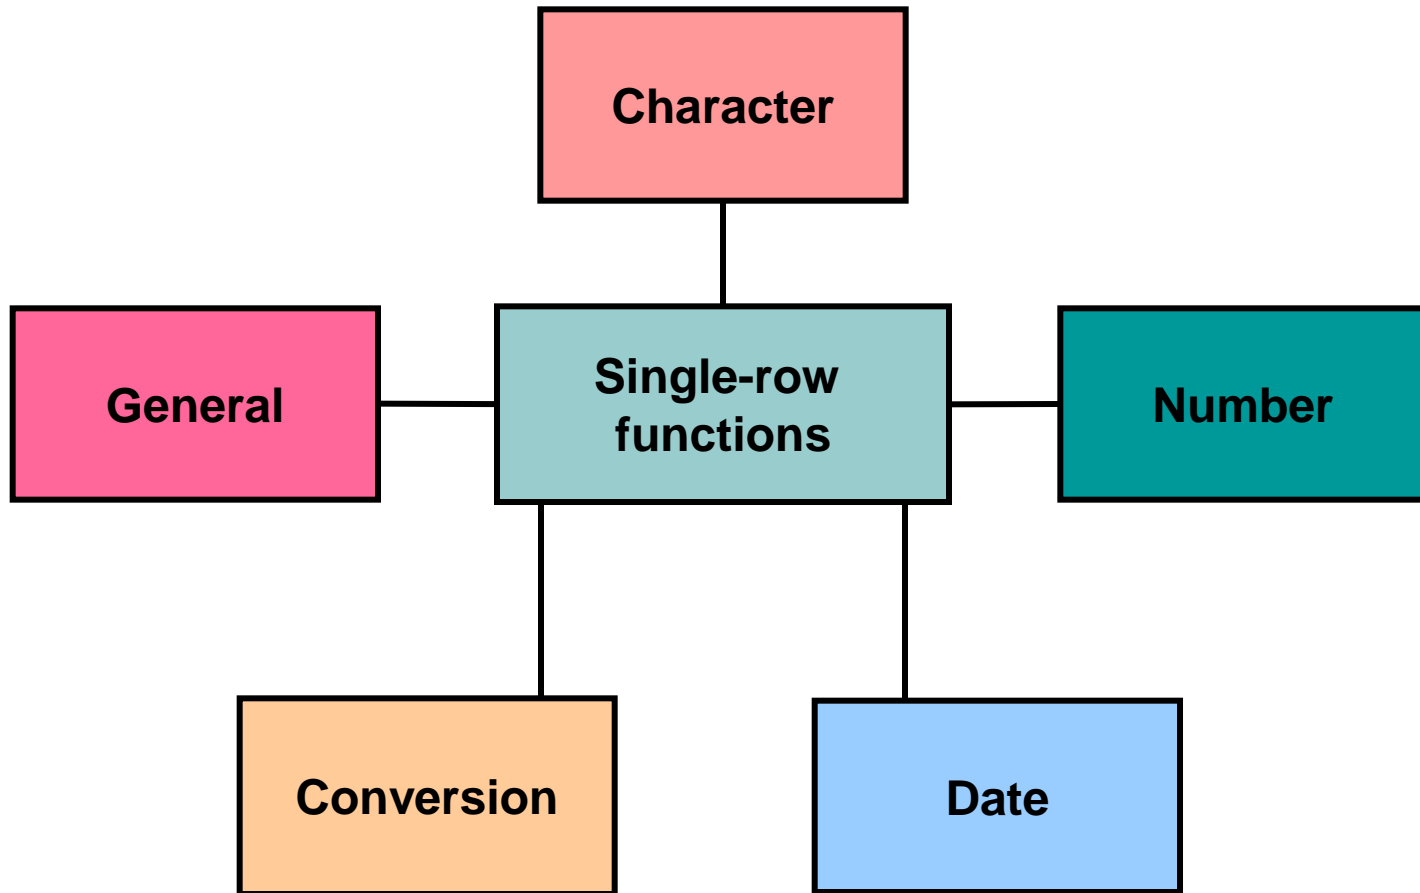 Character
General
Single-row
functions
Number
Conversion
Date